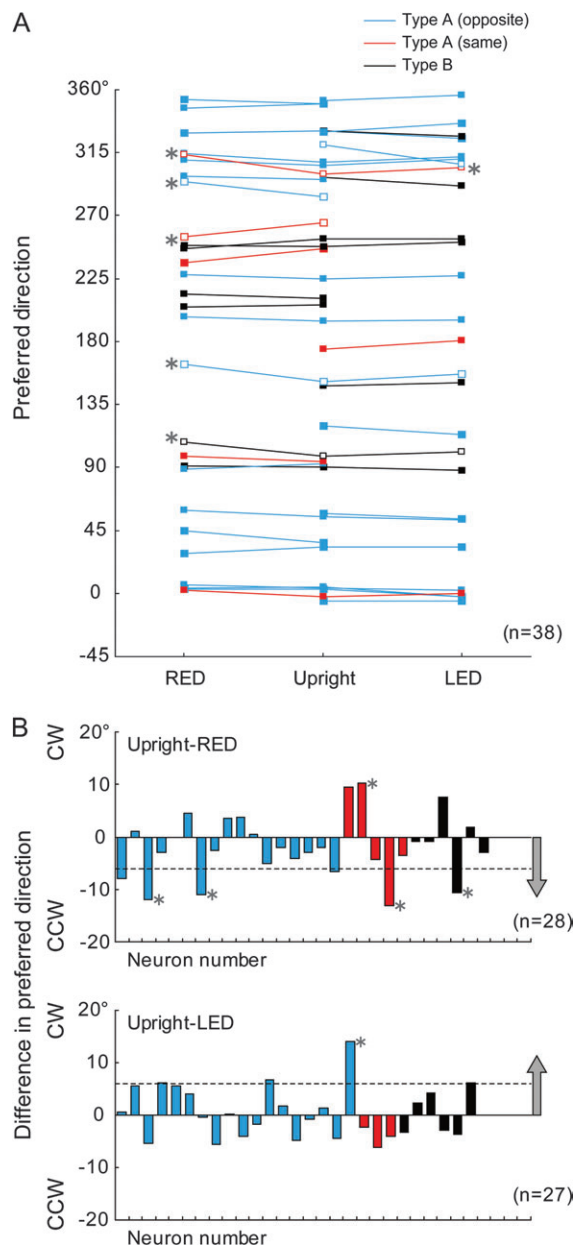 A
Type A (opposite)
Type A (same)
Type B
Preferred direction
360°
315
270
225
180
135
90
45
0
-45
*
*
*
*
*
*
(n=38)
RED Upright LED
B
Difference in preferred direction
CW
CCW
20°
10
0
-10
-20
Upright-RED
*
*
*
*
*
(n=28)
Neuron number
CW
CCW
20°
10
0
-10
-20
Upright-LED
*
(n=27)
Neuron number